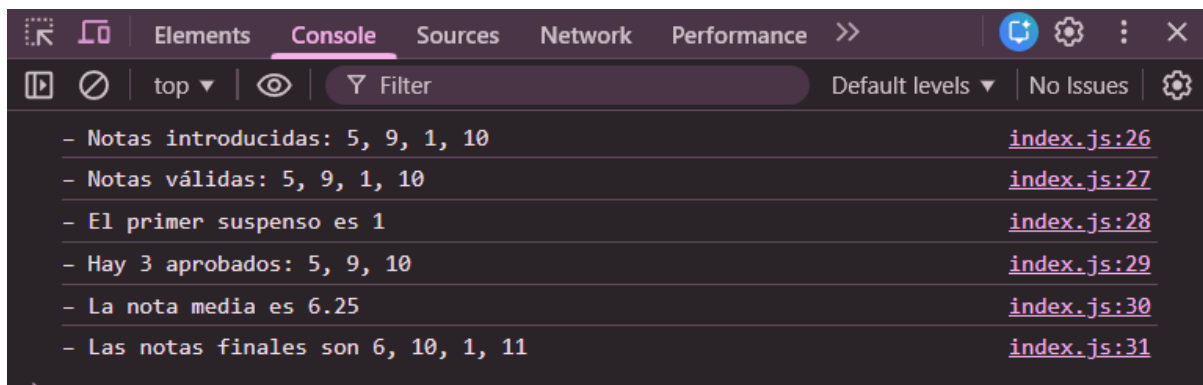 Elements Console Sources Network Performance
top Filter Default levels No Issues
– Notas introducidas: 5, 9, 1, 10 index.js:26
– Notas válidas: 5, 9, 1, 10 index.js:27
– El primer suspenso es 1 index.js:28
– Hay 3 aprobados: 5, 9, 10 index.js:29
– La nota media es 6.25 index.js:30
– Las notas finales son 6, 10, 1, 11 index.js:31